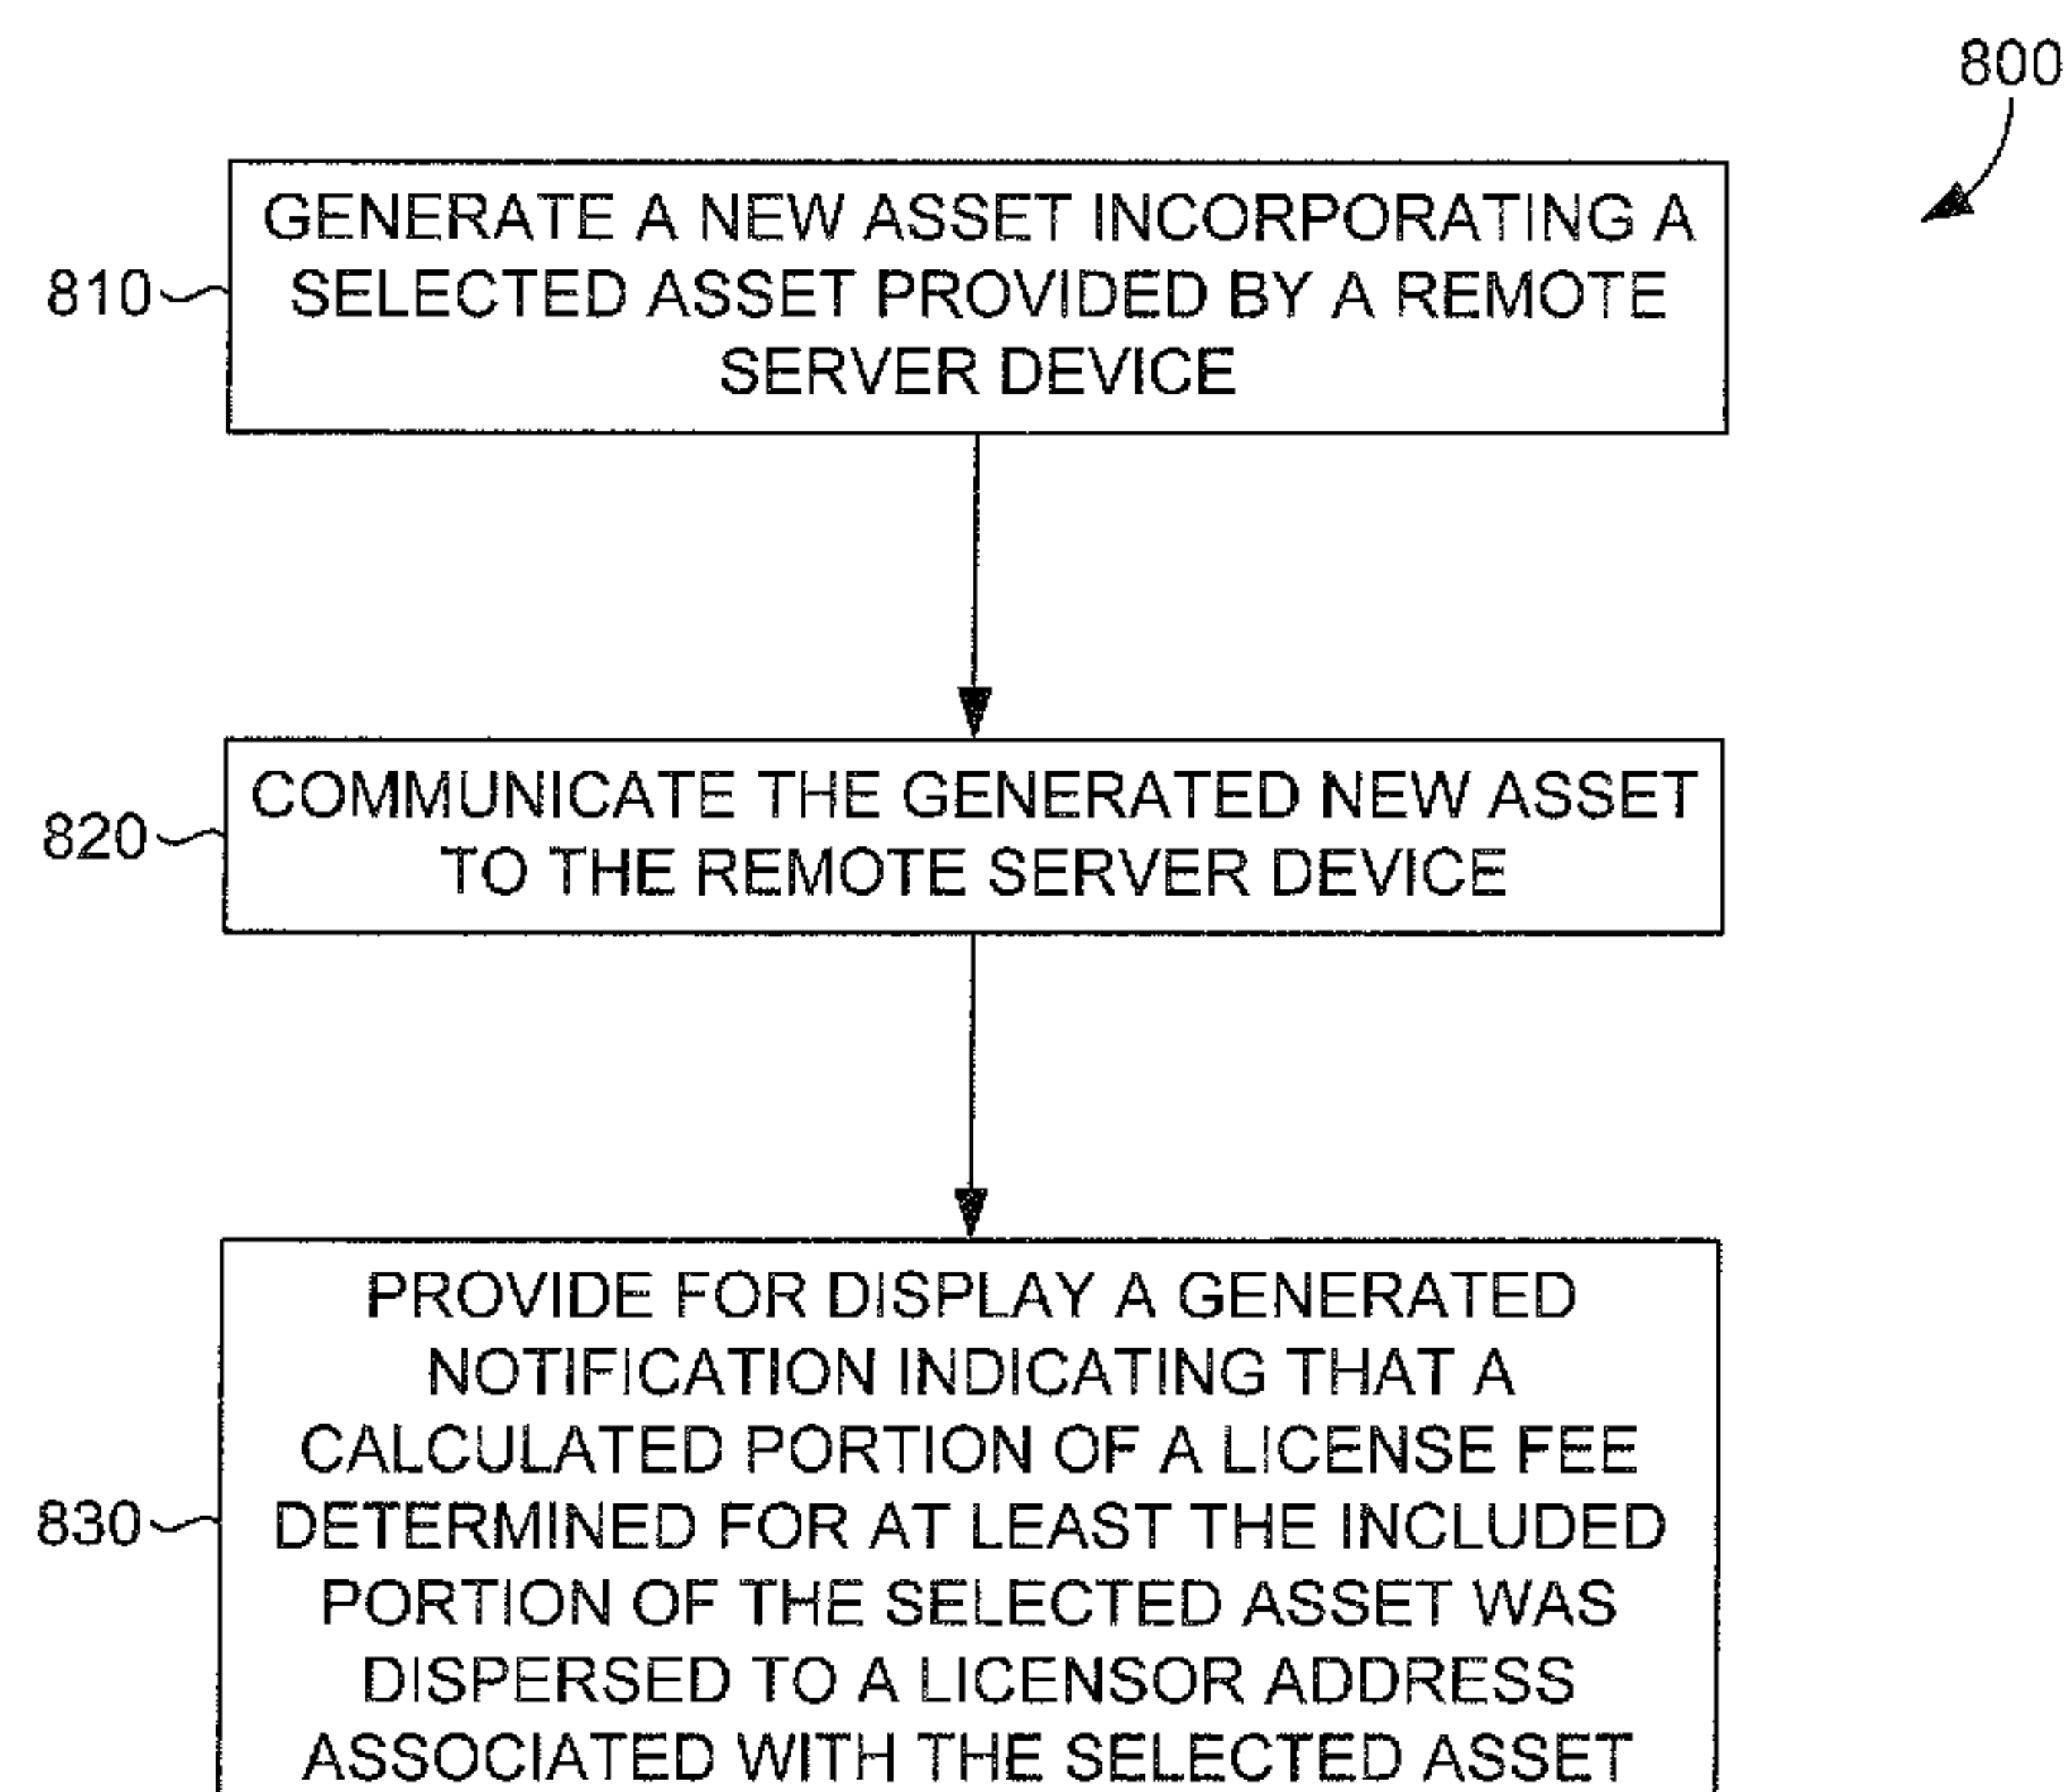 800
GENERATE A NEW ASSET INCORPORATING A
SELECTED ASSET PROVIDED BY A REMOTE
SERVER DEVICE
810
COMMUNICATE THE GENERATED NEW ASSET
TO THE REMOTE SERVER DEVICE
820
PROVIDE FOR DISPLAY A GENERATED
NOTIFICATION INDICATING THAT A
CALCULATED PORTION OF A LICENSE FEE
DETERMINED FOR AT LEAST THE INCLUDED
PORTION OF THE SELECTED ASSET WAS
DISPERSED TO A LICENSOR ADDRESS
ASSOCIATED WITH THE SELECTED ASSET
830